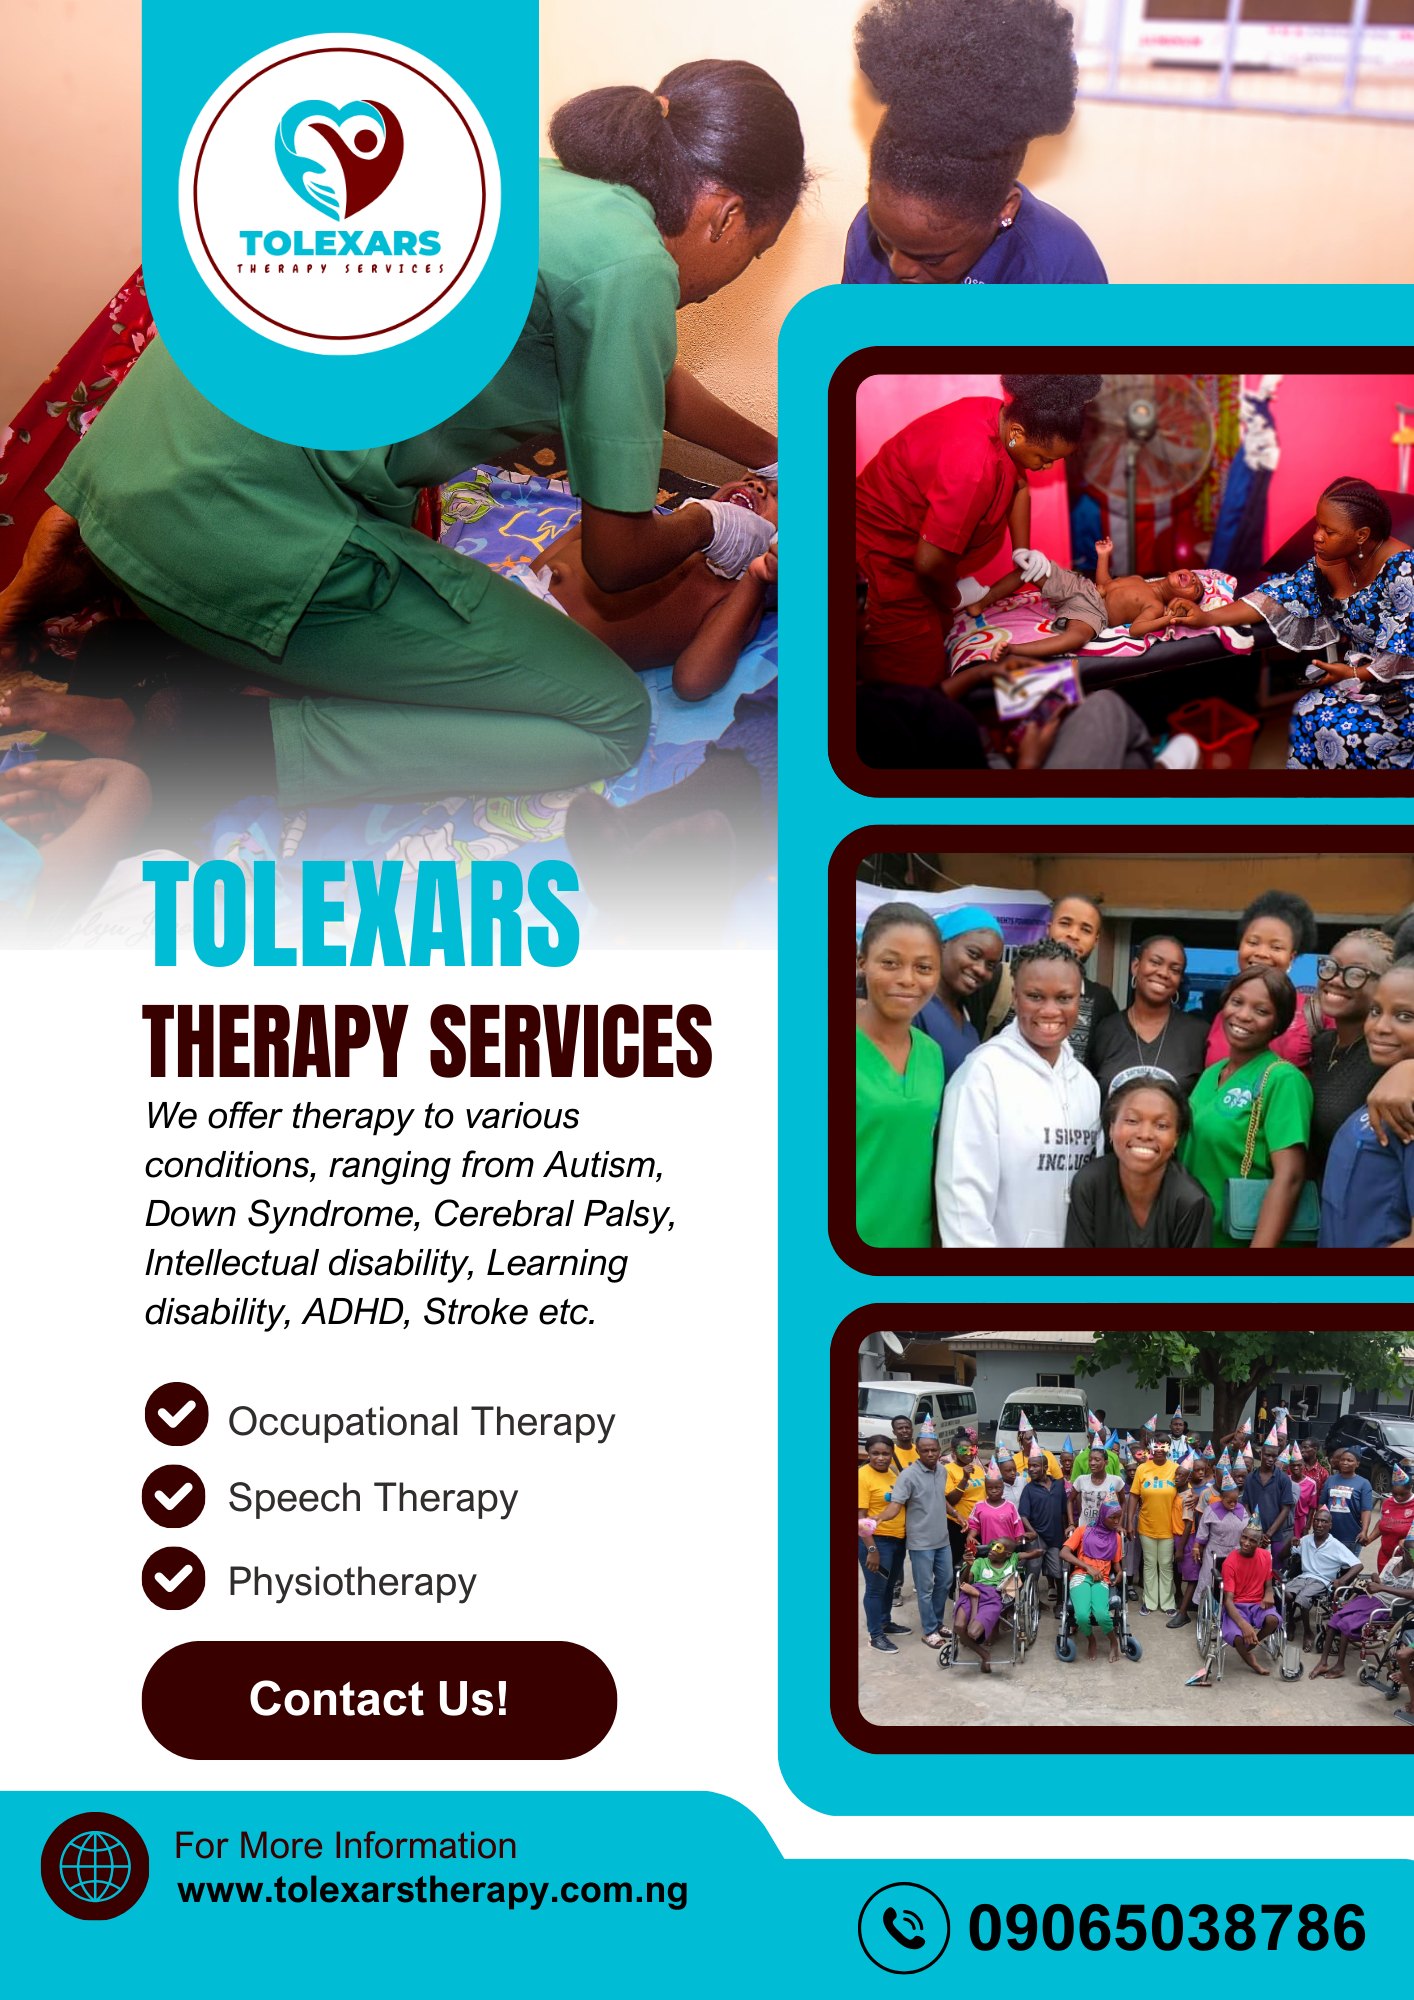 TOLEXARS
THERAPY SERVICES
TOLEXARS
THERAPY SERVICES
We offer therapy to various
conditions, ranging from Autism,
Down Syndrome, Cerebral Palsy,
Intellectual disability, Learning
disability, ADHD, Stroke etc.
Occupational Therapy
Speech Therapy
Physiotherapy
Contact Us!
For More Information
www.tolexarstherapy.com.ng
09065038786